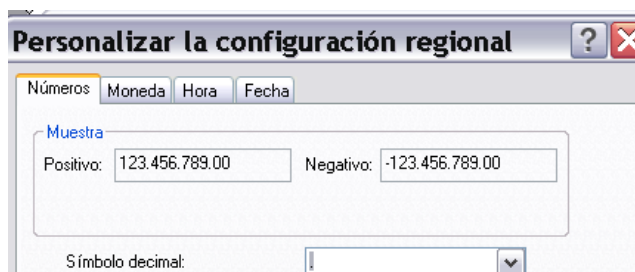 Personalizar la configuración regional
Números Moneda Hora Fecha
Muestra
Positivo: 123.456.789.00 Negativo: -123.456.789.00
Símbolo decimal: .